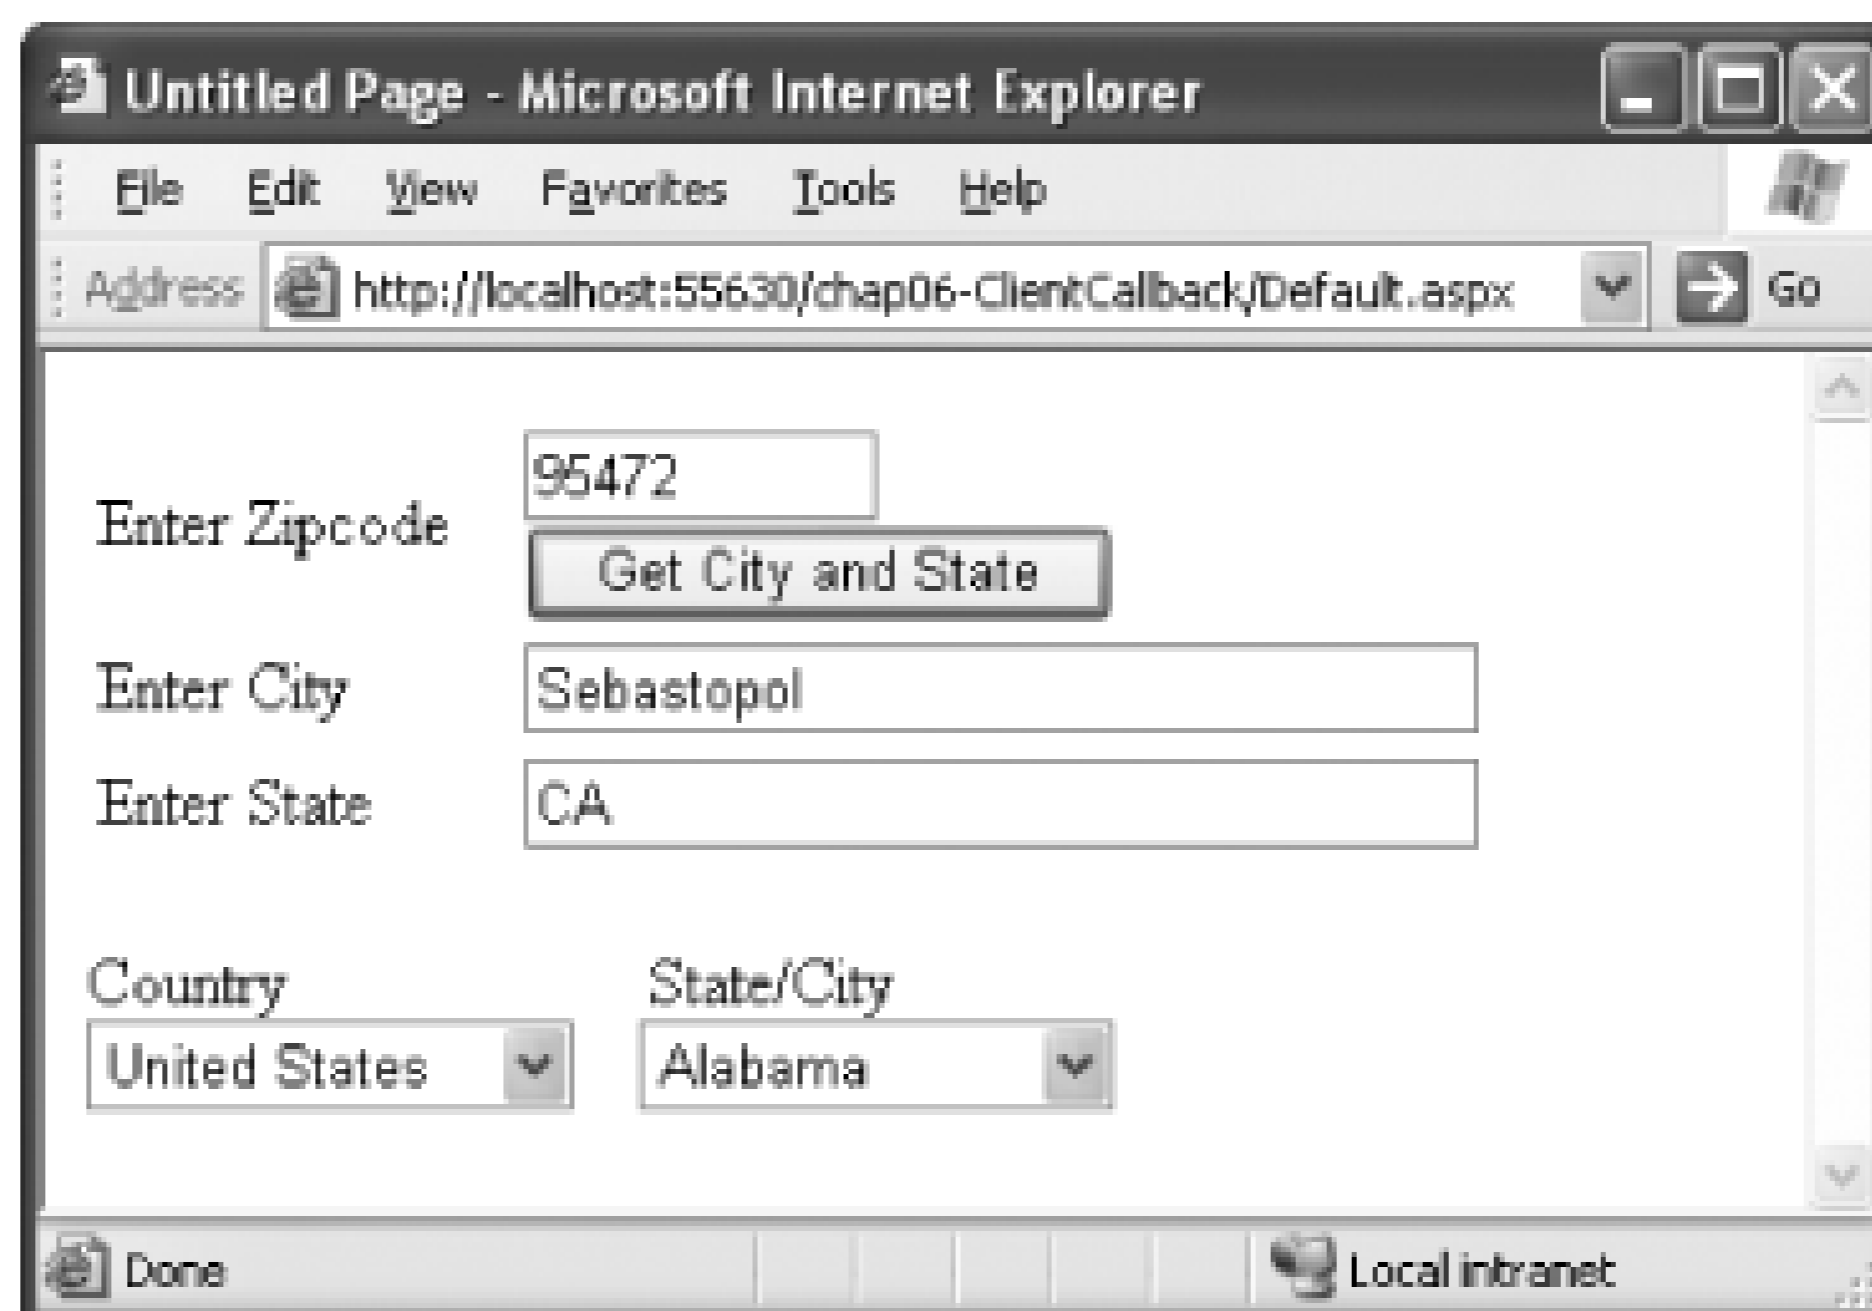 Untitled Page - Microsoft Internet Explorer
File Edit View Favorites Tools Help
Address http://localhost:55630/chap06-ClientCallback/Default.aspx Go
95472
Enter Zipcode
Get City and State
Enter City Sebastopol
Enter State CA
Country State/City
United States Alabama
Done Local intranet